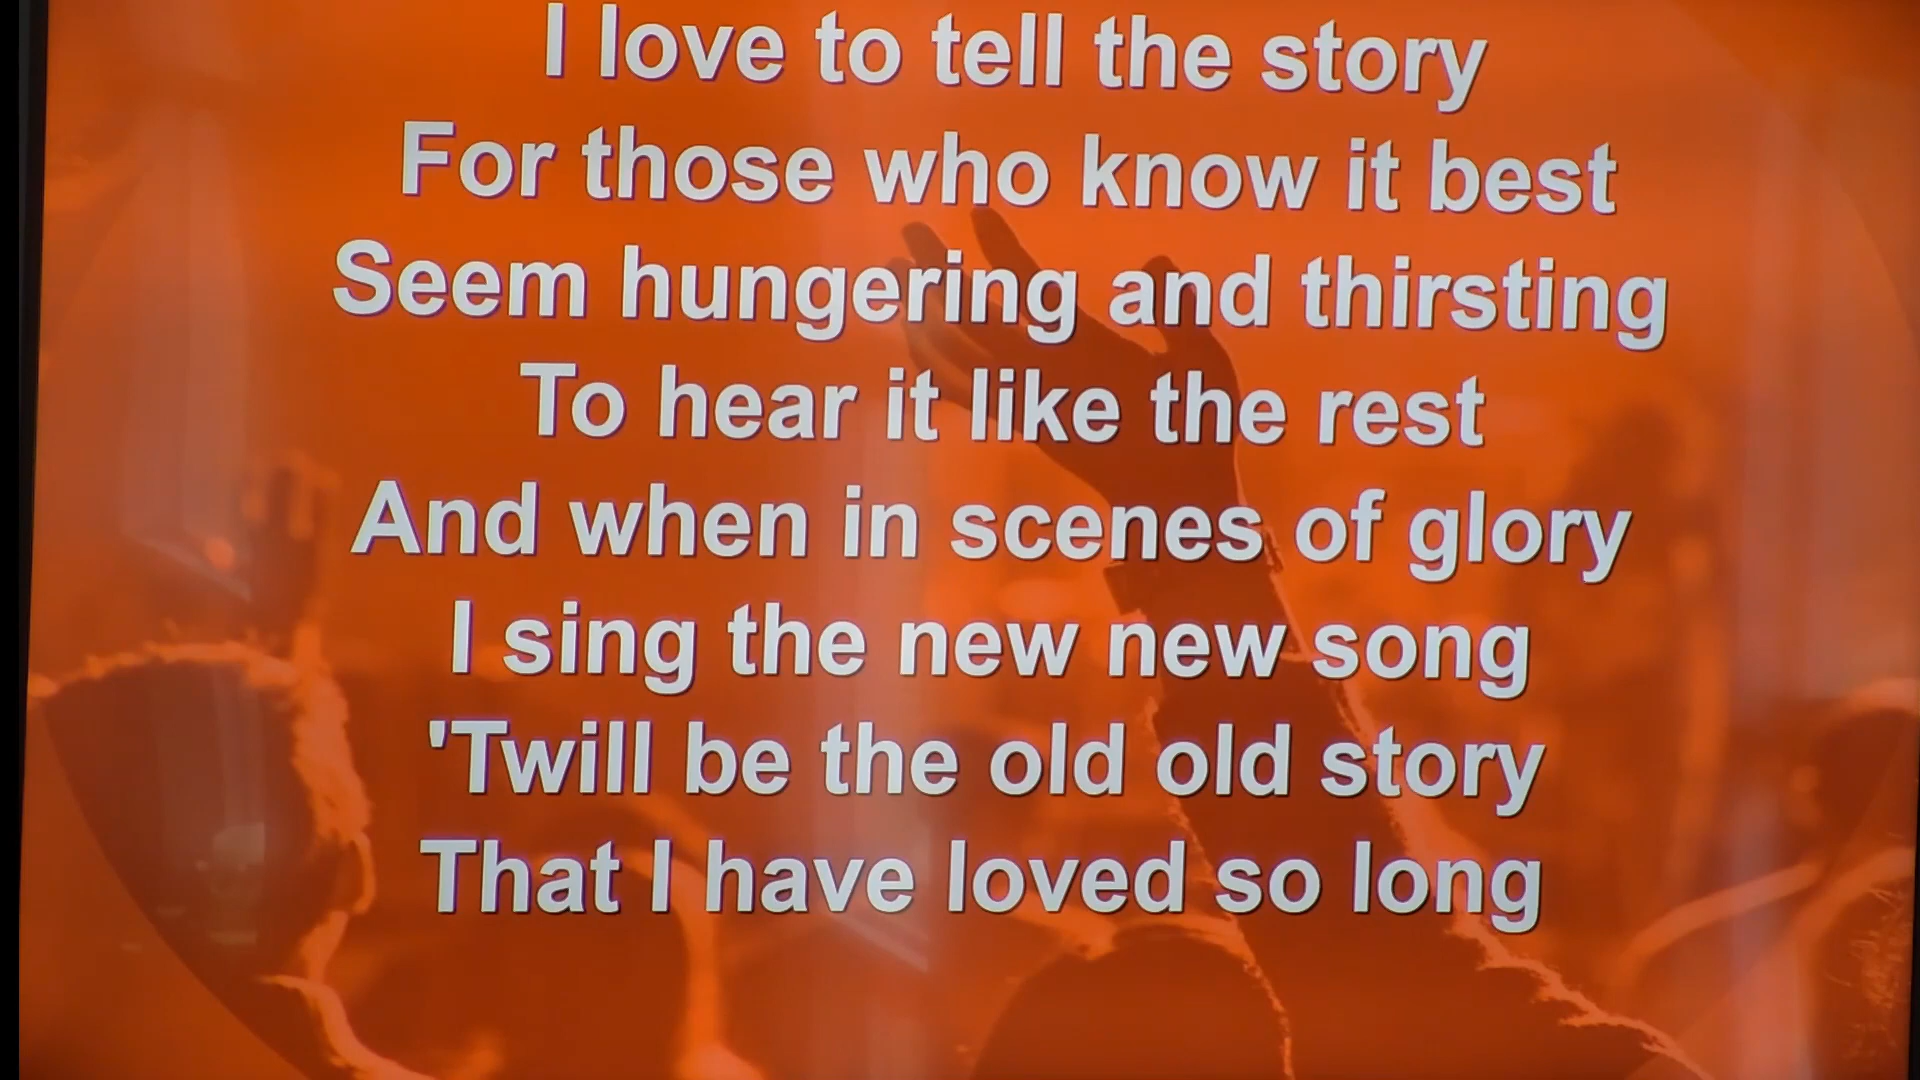 I love to tell the story
For those who know it best
Seem hungering and thirsting
To hear it like the rest
And when in scenes of glory
I sing the new new song
'Twill be the old old story
That I have loved so long